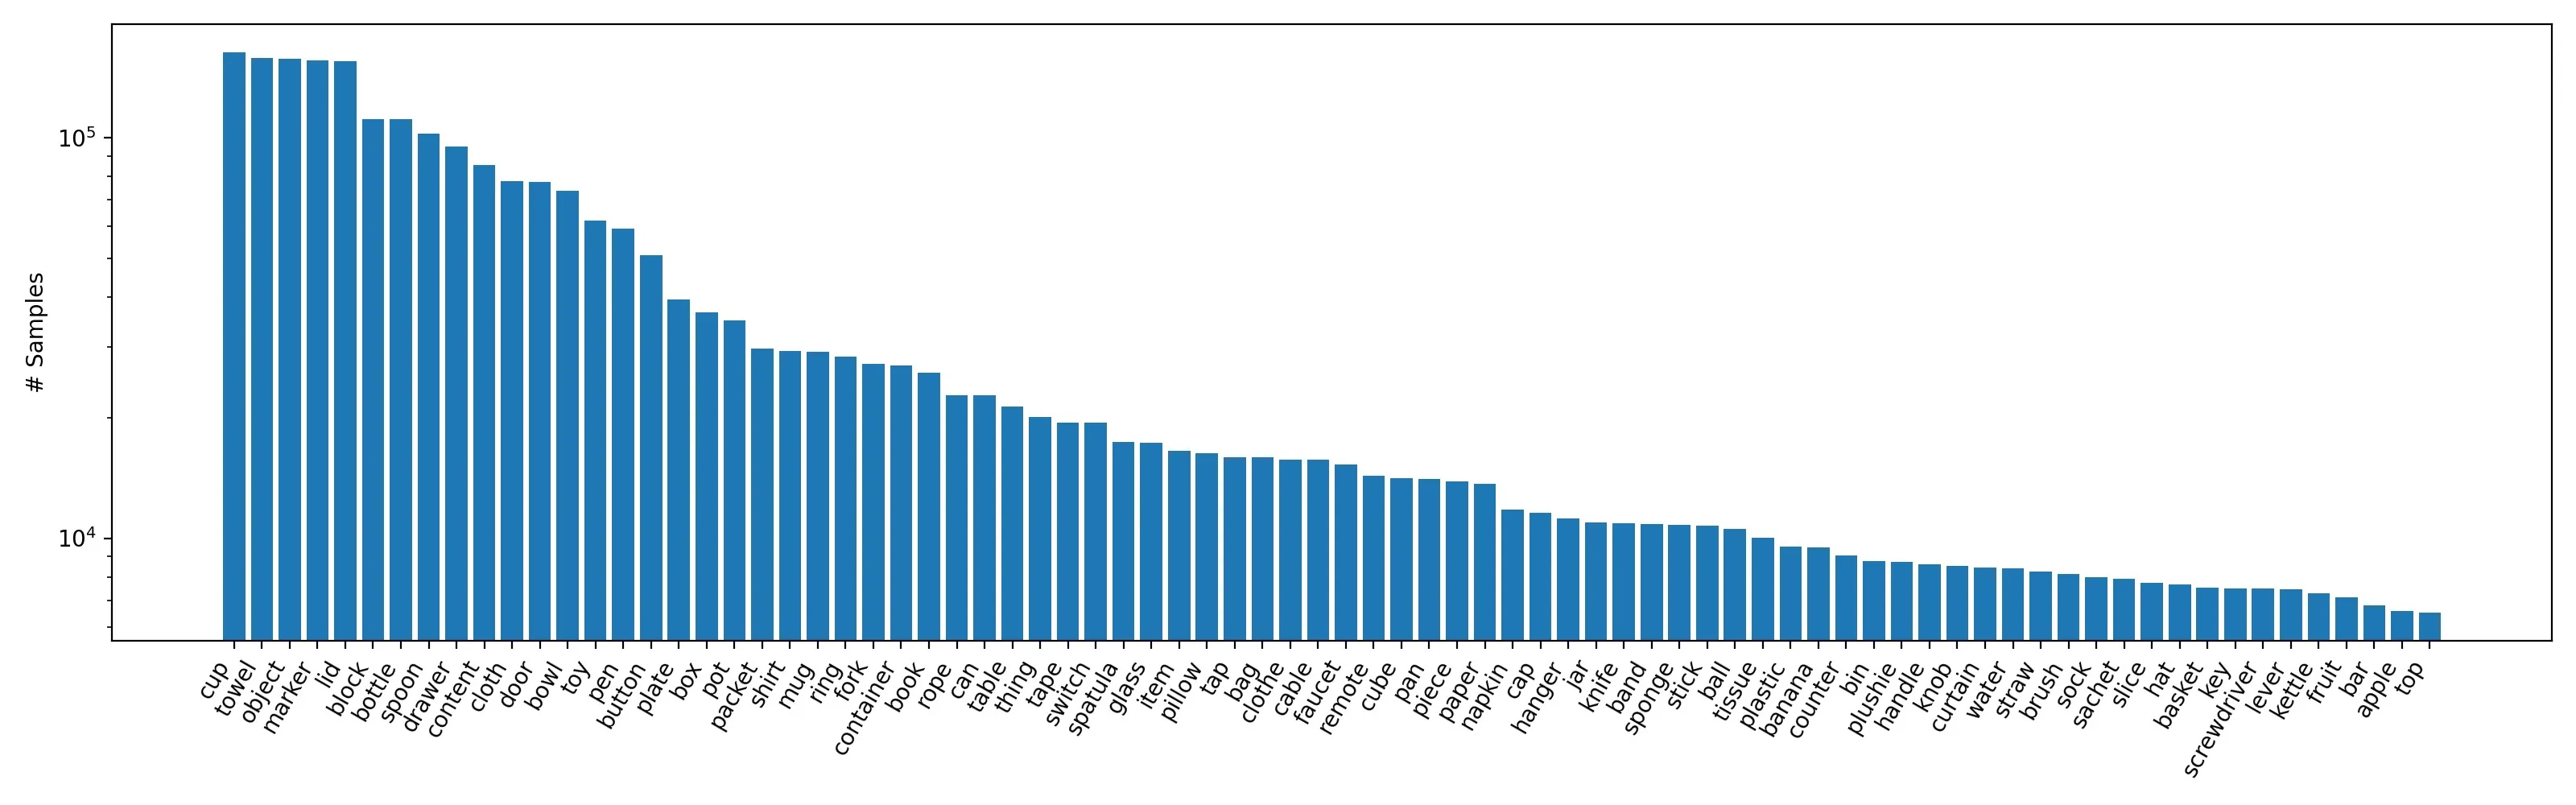 # Samples
10⁵
10⁴
cup
towel
object
marker
lid
block
bottle
spoon
drawer
content
cloth
door
bowl
toy
pen
button
plate
box
pot
packet
shirt
mug
ring
fork
container
book
rope
can
table
thing
tape
switch
spatula
glass
item
pillow
tap
bag
clothe
cable
faucet
remote
cube
pan
piece
paper
napkin
cap
hanger
jar
knife
band
sponge
stick
ball
tissue
plastic
banana
counter
bin
plushie
handle
knob
curtain
water
straw
brush
sock
sachet
slice
hat
basket
key
screwdriver
lever
kettle
fruit
bar
apple
top